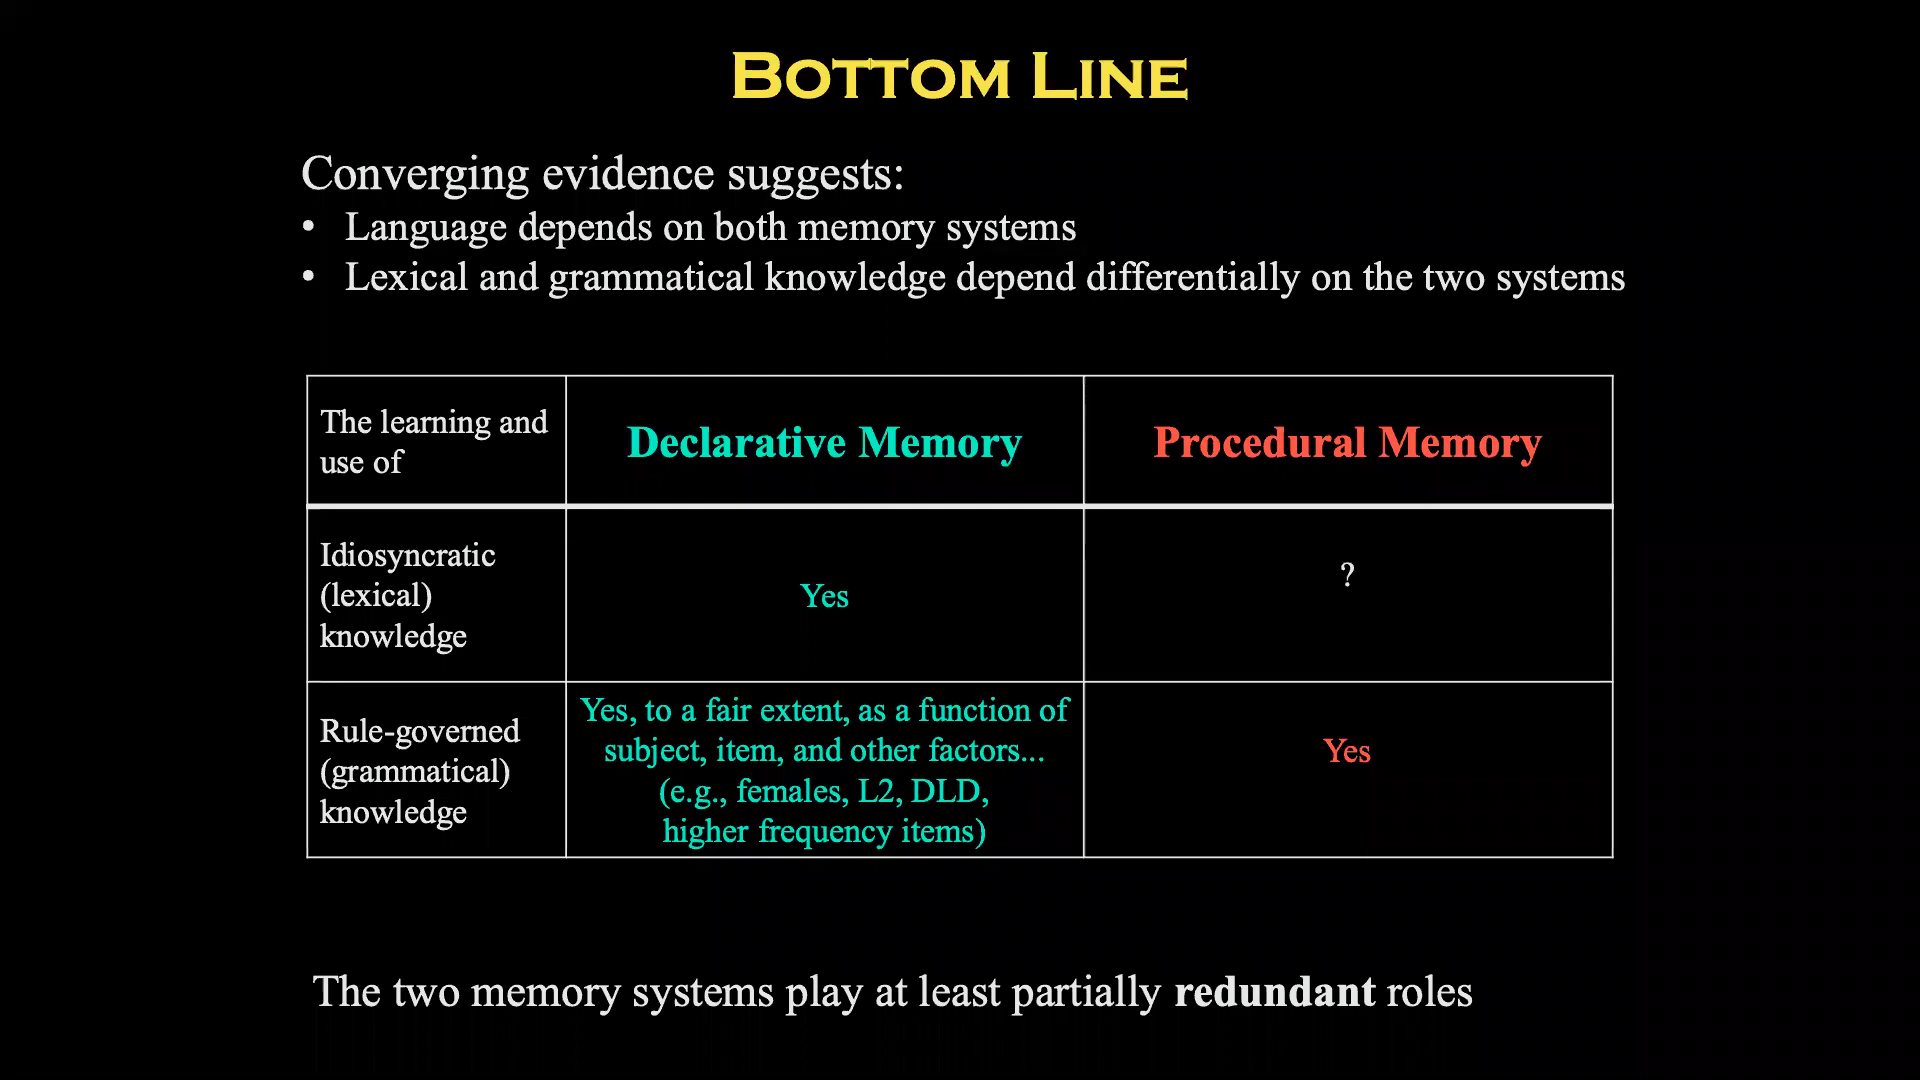 Bottom Line
Converging evidence suggests:
• Language depends on both memory systems
• Lexical and grammatical knowledge depend differentially on the two systems
The learning and
use of
Declarative Memory
Procedural Memory
Idiosyncratic
(lexical)
knowledge
Yes
?
Rule-governed
(grammatical)
knowledge
Yes, to a fair extent, as a function of
subject, item, and other factors...
(e.g., females, L2, DLD,
higher frequency items)
Yes
The two memory systems play at least partially redundant roles